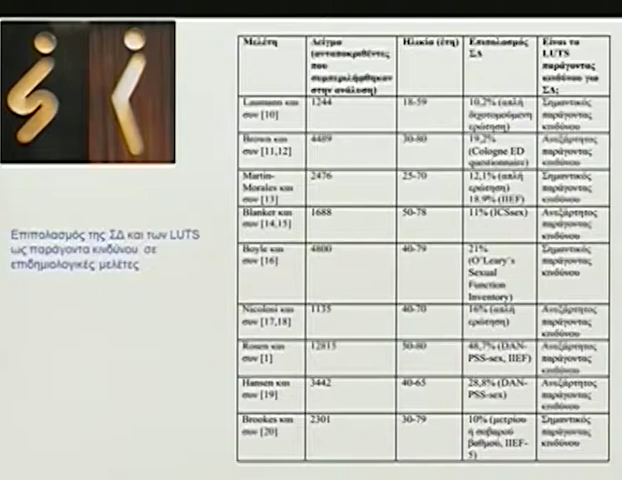 Επιπολασμός της ΣΔ και των LUTS
ως παράγοντα κινδύνου σε
επιδημιολογικές μελέτες
Μελέτη
Δείγμα
(ανταποκριθέντες
που
συμπεριλήφθηκαν
στην ανάλυση)
Ηλικία (έτη)
Επιπολασμός
ΣΔ
Είναι τα
LUTS
παράγοντας
κινδύνου για
ΣΔ;
Laumann και
συν [10]
1244
18-59
10,2% (απλή
διχοτομούμενη
ερώτηση)
Σημαντικός
παράγοντας
κινδύνου
Brown και
συν [11,12]
4489
30-80
19,2%
(Cologne ED
questionnaire)
Ανεξάρτητος
παράγοντας
κινδύνου
Martin-
Morales και
συν [13]
2476
25-70
12,1% (απλή
ερώτηση)
18.9% (IIEF)
Σημαντικός
παράγοντας
κινδύνου
Blanker και
συν [14,15]
1688
50-78
11% (ICSsex)
Ανεξάρτητος
παράγοντας
κινδύνου
Boyle και
συν [16]
4800
40-79
21%
(O'Leary's
Sexual
Function
Inventory)
Σημαντικός
παράγοντας
κινδύνου
Nicolosi και
συν [17,18]
1135
40-70
16% (απλή
ερώτηση)
Ανεξάρτητος
παράγοντας
κινδύνου
Rosen και
συν [1]
12815
50-80
48,7% (DAN-
PSS-sex, IIEF)
Ανεξάρτητος
παράγοντας
κινδύνου
Hansen και
συν [19]
3442
40-65
28,8% (DAN-
PSS-sex)
Ανεξάρτητος
παράγοντας
κινδύνου
Brookes και
συν [20]
2301
30-79
10% (μετρίου
ή σοβαρού
βαθμού, IIEF-
5)
Σημαντικός
παράγοντας
κινδύνου